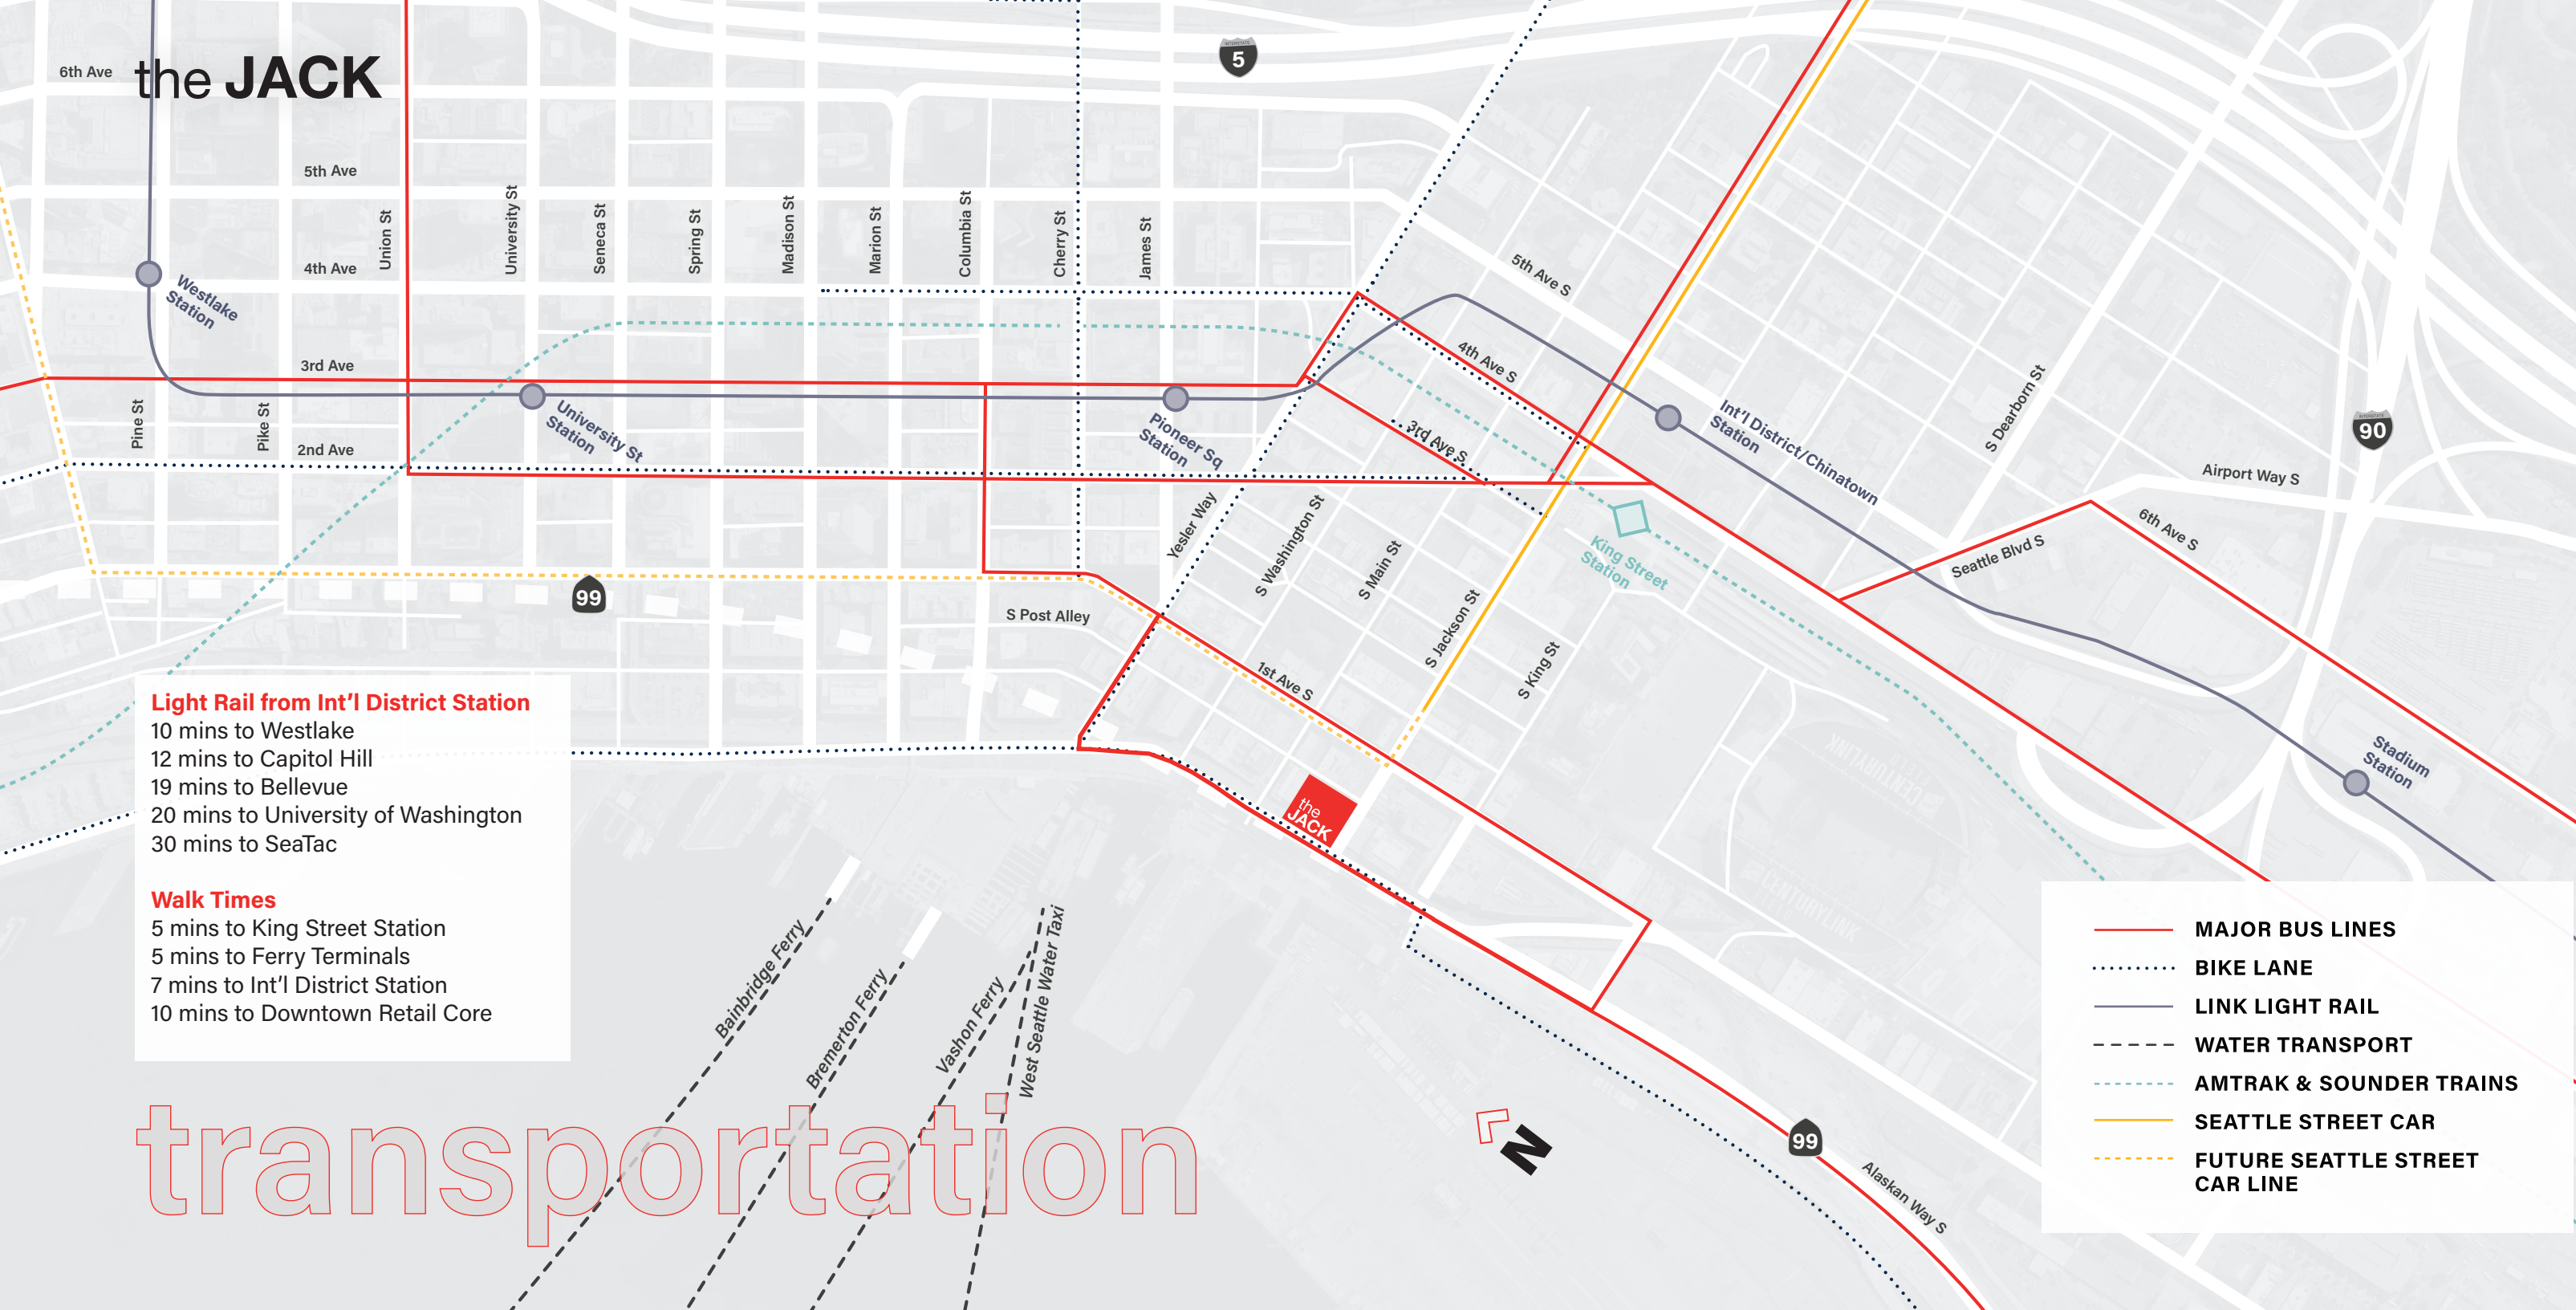 the JACK
6th Ave
5th Ave
4th Ave
3rd Ave
2nd Ave
Pine St
Pike St
Union St
University St
Seneca St
Spring St
Madison St
Marion St
Columbia St
Cherry St
James St
INTERSTATE
5
Westlake
Station
University St
Station
Pioneer Sq
Station
5th Ave S
4th Ave S
3rd Ave S
Int'l District/Chinatown
Station
S Dearborn St
INTERSTATE
90
Airport Way S
6th Ave S
Seattle Blvd S
King Street
Station
Yesler Way
S Washington St
S Main St
S Jackson St
S King St
99
S Post Alley
1st Ave S
the
JACK
CENTURYLINK
CENTURYLINK
Stadium
Station
Light Rail from Int'l District Station
10 mins to Westlake
12 mins to Capitol Hill
19 mins to Bellevue
20 mins to University of Washington
30 mins to SeaTac
Walk Times
5 mins to King Street Station
5 mins to Ferry Terminals
7 mins to Int'l District Station
10 mins to Downtown Retail Core
Bainbridge Ferry
Bremerton Ferry
Vashon Ferry
West Seattle Water Taxi
transportation
N
99
Alaskan Way S
MAJOR BUS LINES
BIKE LANE
LINK LIGHT RAIL
WATER TRANSPORT
AMTRAK & SOUNDER TRAINS
SEATTLE STREET CAR
FUTURE SEATTLE STREET
CAR LINE